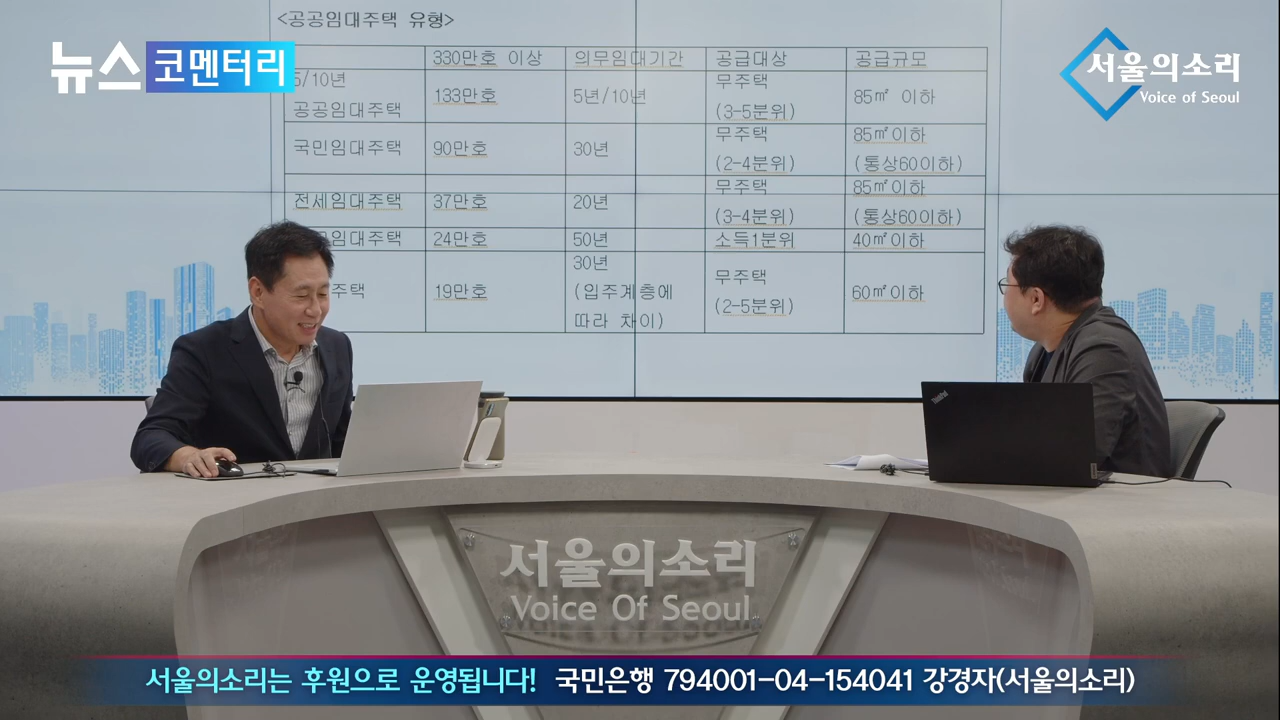 <공공임대주택 유형>
뉴스 코멘터리
서울의소리
Voice of Seoul
330만호 이상 의무임대기간 공급대상 공급규모
5/10년
공공임대주택 133만호 5년/10년 무주택
(3-5분위) 85㎡ 이하
국민임대주택 90만호 30년 무주택
(2-4분위) 85㎡이하
(통상60이하)
전세임대주택 37만호 20년 무주택
(3-4분위) 85㎡이하
(통상60이하)
임대주택 24만호 50년 소득1분위 40㎡이하
주택 19만호 30년
(입주계층에
따라 차이) 무주택
(2-5분위) 60㎡이하
ThinkPad
서울의소리
Voice Of Seoul
서울의소리는 후원으로 운영됩니다! 국민은행 794001-04-154041 강경자(서울의소리)